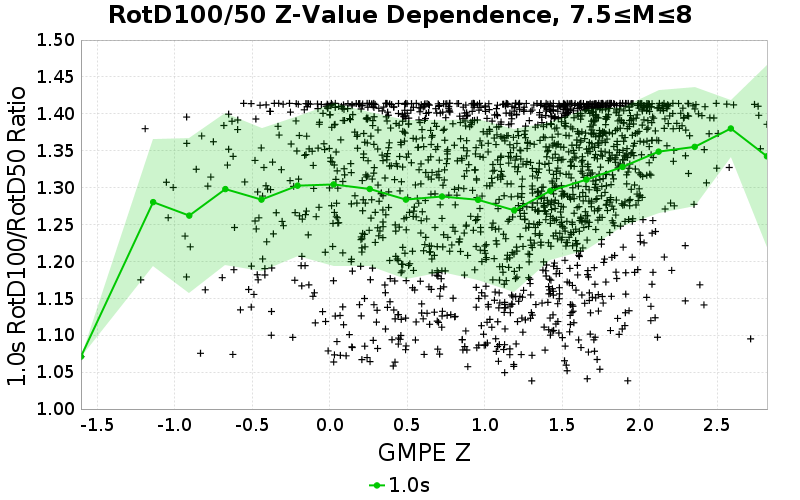 RotD100/50 Z-Value Dependence, 7.5≤M≤8
1.0s RotD100/RotD50 Ratio
1.50
1.45
1.40
1.35
1.30
1.25
1.20
1.15
1.10
1.05
1.00
-1.5 -1.0 -0.5 0.0 0.5 1.0 1.5 2.0 2.5
GMPE Z
1.0s